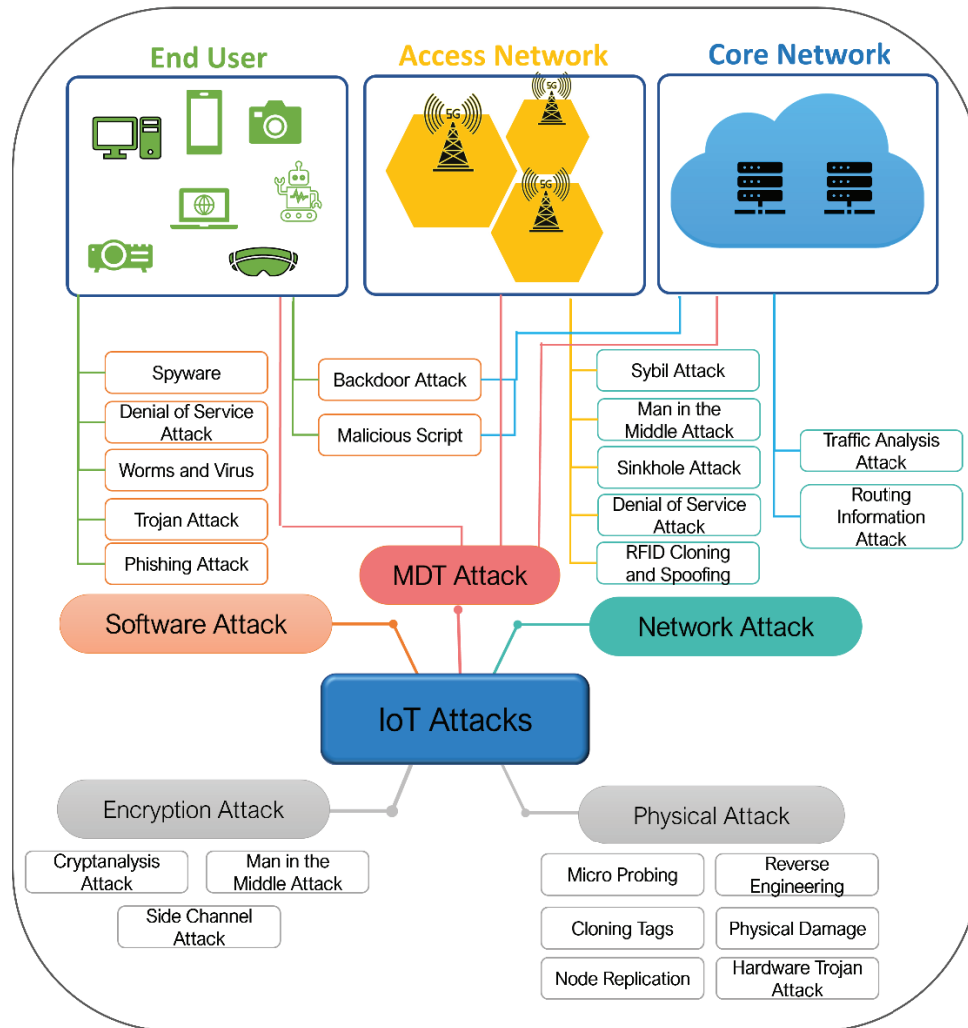 End User
Access Network
Core Network
5G
5G
5G
Spyware
Denial of Service
Attack
Worms and Virus
Trojan Attack
Phishing Attack
Backdoor Attack
Malicious Script
Sybil Attack
Man in the
Middle Attack
Sinkhole Attack
Denial of Service
Attack
RFID Cloning
and Spoofing
Traffic Analysis
Attack
Routing
Information
Attack
MDT Attack
Software Attack
Network Attack
IoT Attacks
Encryption Attack
Cryptanalysis
Attack
Man in the
Middle Attack
Side Channel
Attack
Physical Attack
Micro Probing
Reverse
Engineering
Cloning Tags
Physical Damage
Node Replication
Hardware Trojan
Attack